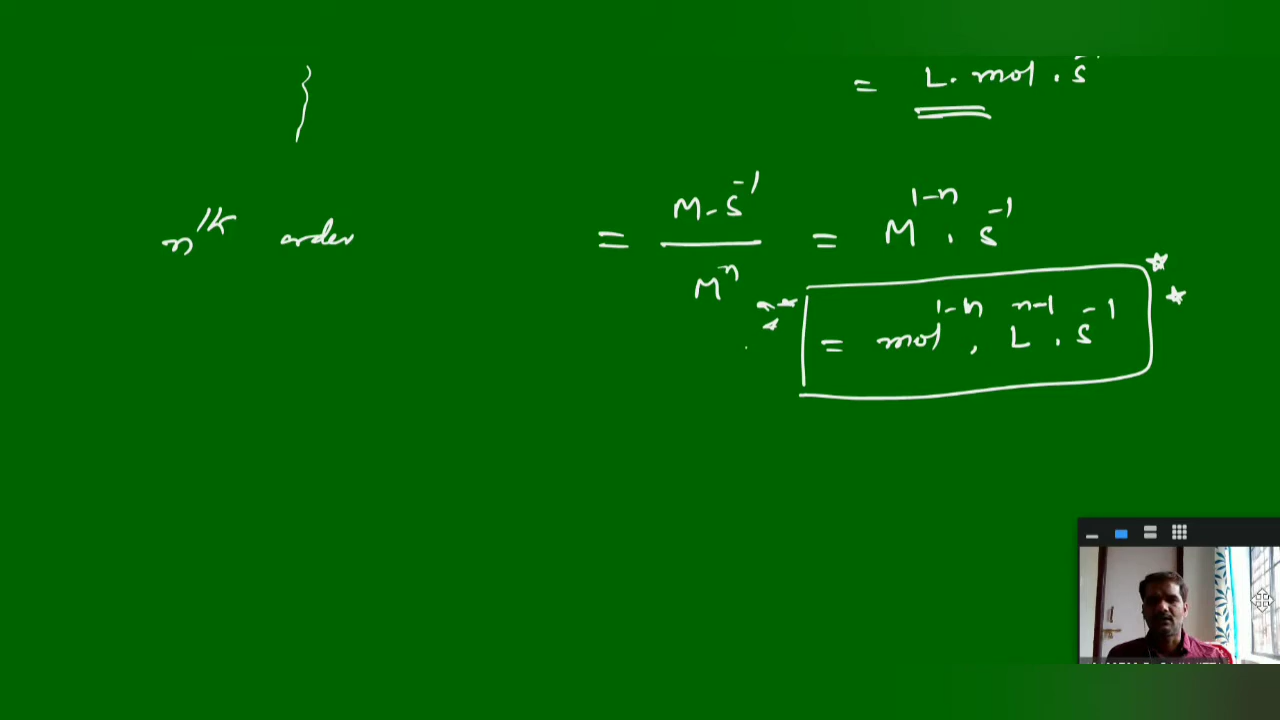 = L. mol . s⁻
nᵗʰ order = M - s⁻¹ / Mⁿ = M¹⁻ⁿ . s⁻¹
= mol¹⁻ⁿ . Lⁿ⁻¹ . s⁻¹